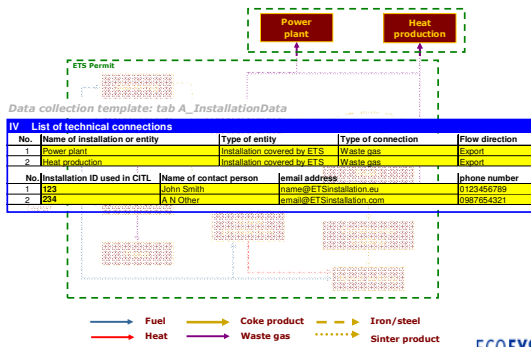 Power plant
Heat production
ETS Permit
Data collection template: tab A_InstallationData
IV List of technical connections
No. Name of installation or entity Type of entity Type of connection Flow direction
1 Power plant Installation covered by ETS Waste gas Export
2 Heat production Installation covered by ETS Waste gas Export
No. Installation ID used in CITL Name of contact person email address phone number
1 123 John Smith name@ETSinstallation.eu 0123456789
2 234 A N Other email@ETSinstallation.com 0987654321
Fuel Coke product Iron/steel
Heat Waste gas Sinter product